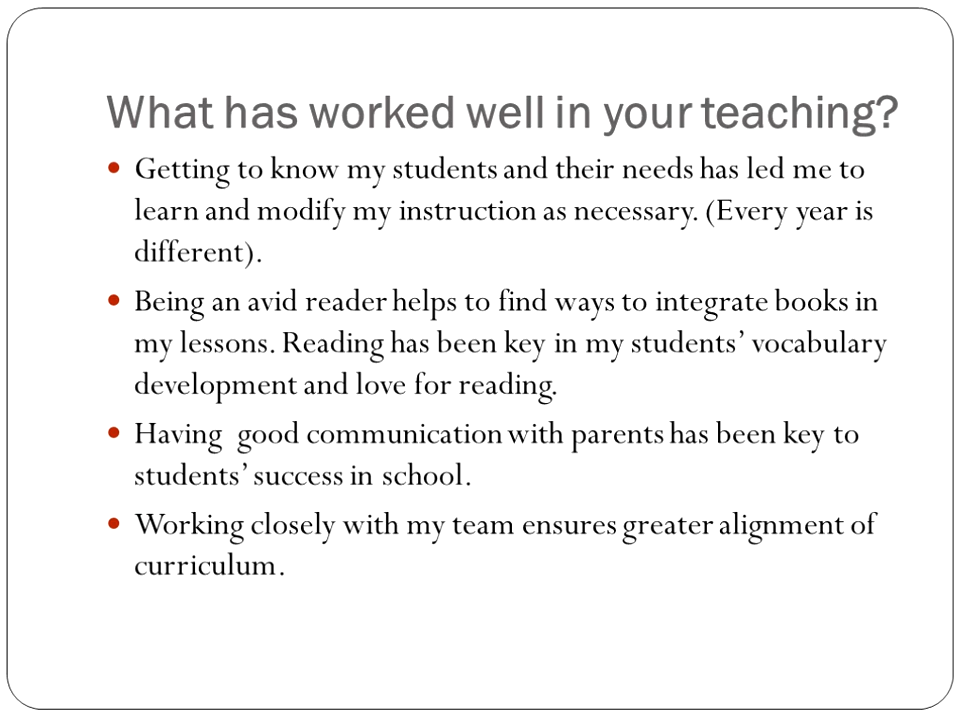 What has worked well in your teaching?
• Getting to know my students and their needs has led me to
learn and modify my instruction as necessary. (Every year is
different).
• Being an avid reader helps to find ways to integrate books in
my lessons. Reading has been key in my students’ vocabulary
development and love for reading.
• Having  good communication with parents has been key to
students’ success in school.
• Working closely with my team ensures greater alignment of
curriculum.